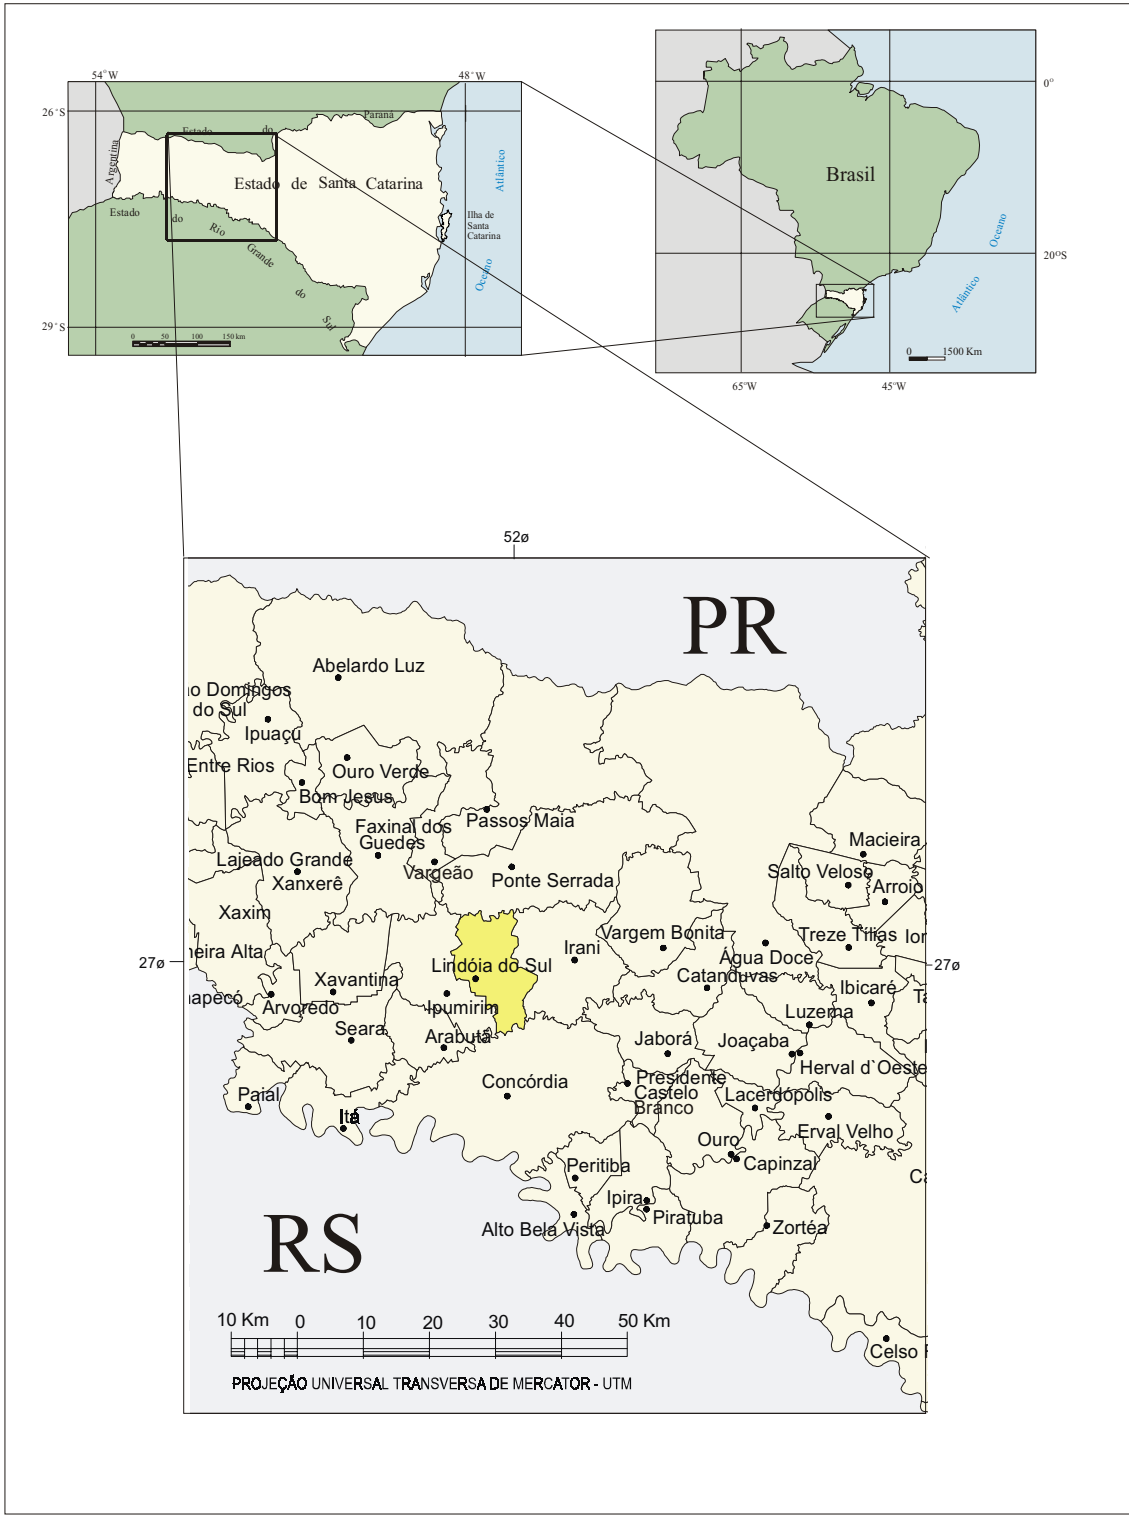 54°W
48°W
26°S
Estado do Paraná
Argentina
Estado de Santa Catarina
Atlântico
Estado do Rio Grande do Sul
Ilha de
Santa
Catarina
Oceano
29°S
0 50 100 150 km
0°
Brasil
Oceano
20°S
Atlântico
0 1500 Km
65°W
45°W
52ø
PR
Abelardo Luz
o Domingos
do Sul
Ipuaçu
Entre Rios
Ouro Verde
Bom Jesus
Passos Maia
Faxinal dos
Guedes
Macieira
Lajeado Grande
Vargeão
Salto Veloso
Xanxerê
Ponte Serrada
Arroio
Xaxim
Vargem Bonita
Treze Tílias
Ior
neira Alta
Irani
Água Doce
27ø
Lindóia do Sul
27ø
Xavantina
Catanduvas
Ibicaré
Ta
apecó
Arvoredo
Ipumirim
Luzerna
Seara
Arabutã
Jaborá
Joaçaba
Herval d`Oeste
Concórdia
Presidente
Castelo
Branco
Paial
Lacerdópolis
Itá
Erval Velho
Ouro
Peritiba
Capinzal
Ca
Ipira
Alto Bela Vista
Piratuba
Zortéa
RS
10 Km 0 10 20 30 40 50 Km
Celso
PROJEÇÃO UNIVERSAL TRANSVERSA DE MERCATOR - UTM